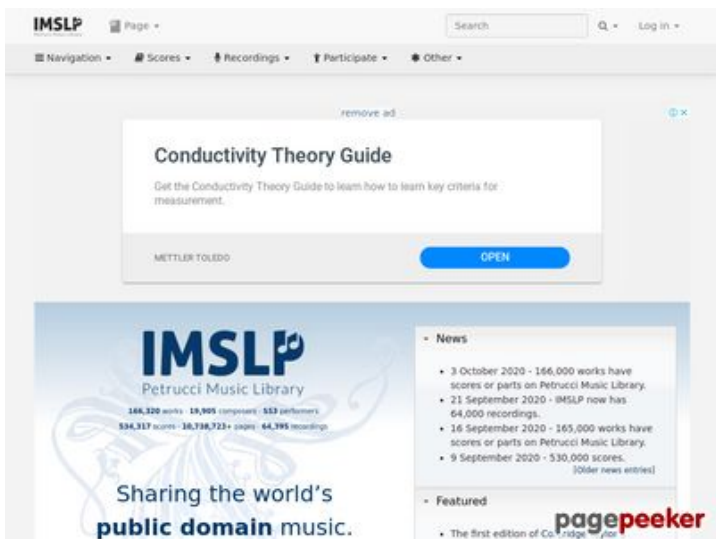 IMSLP Page Search Log in
Petrucci Music Library
Navigation Scores Recordings Participate Other
remove ad
Conductivity Theory Guide
Get the Conductivity Theory Guide to learn how to learn key criteria for
measurement.
METTLER TOLEDO OPEN
IMSLP
Petrucci Music Library
166,320 works · 19,905 composers · 553 performers
534,317 scores · 10,738,723+ pages · 64,395 recordings
Sharing the world's
public domain music.
News
3 October 2020 - 166,000 works have
scores or parts on Petrucci Music Library.
21 September 2020 - IMSLP now has
64,000 recordings.
16 September 2020 - 165,000 works have
scores or parts on Petrucci Music Library.
9 September 2020 - 530,000 scores.
[Older news entries]
Featured
The first edition of
pagepeeker